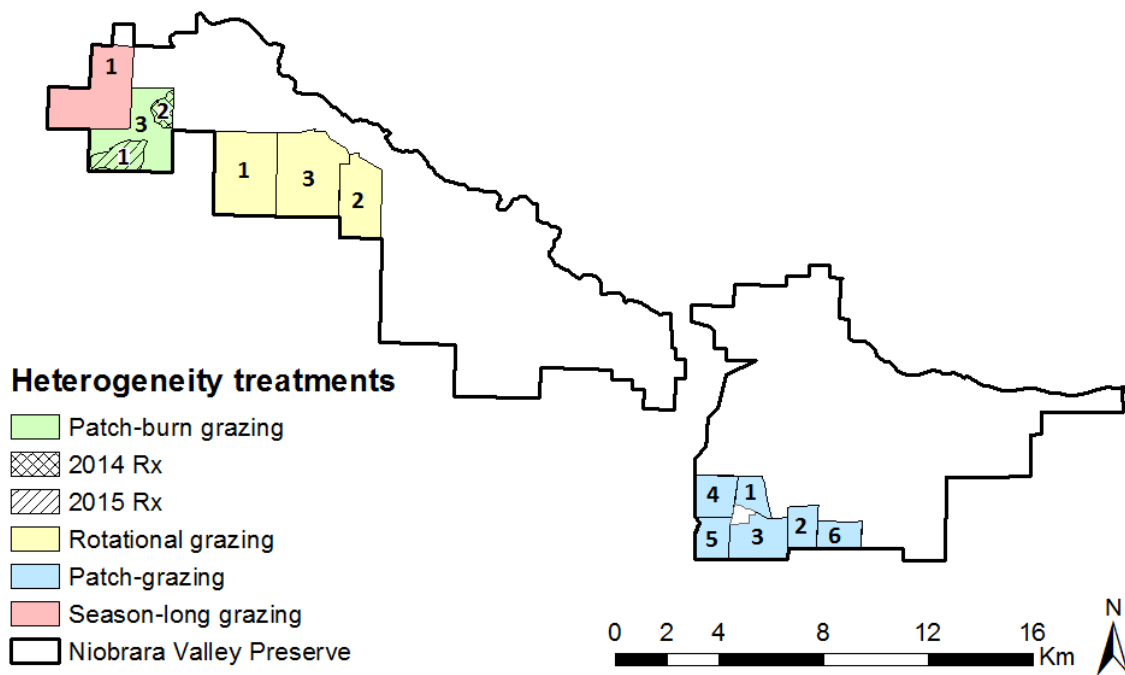 1
2
3
1
1
3
2
Heterogeneity treatments
Patch-burn grazing
2014 Rx
2015 Rx
Rotational grazing
Patch-grazing
Season-long grazing
Niobrara Valley Preserve
4
1
5
3
2
6
0 2 4 8 12 16
Km
N